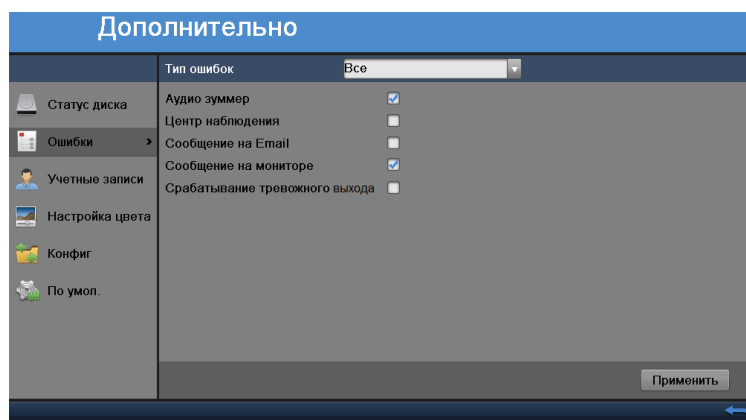 Дополнительно
Тип ошибок Все
Статус диска
Ошибки
Учетные записи
Настройка цвета
Конфиг
По умол.
Аудио зуммер
Центр наблюдения
Сообщение на Email
Сообщение на мониторе
Срабатывание тревожного выхода
Применить